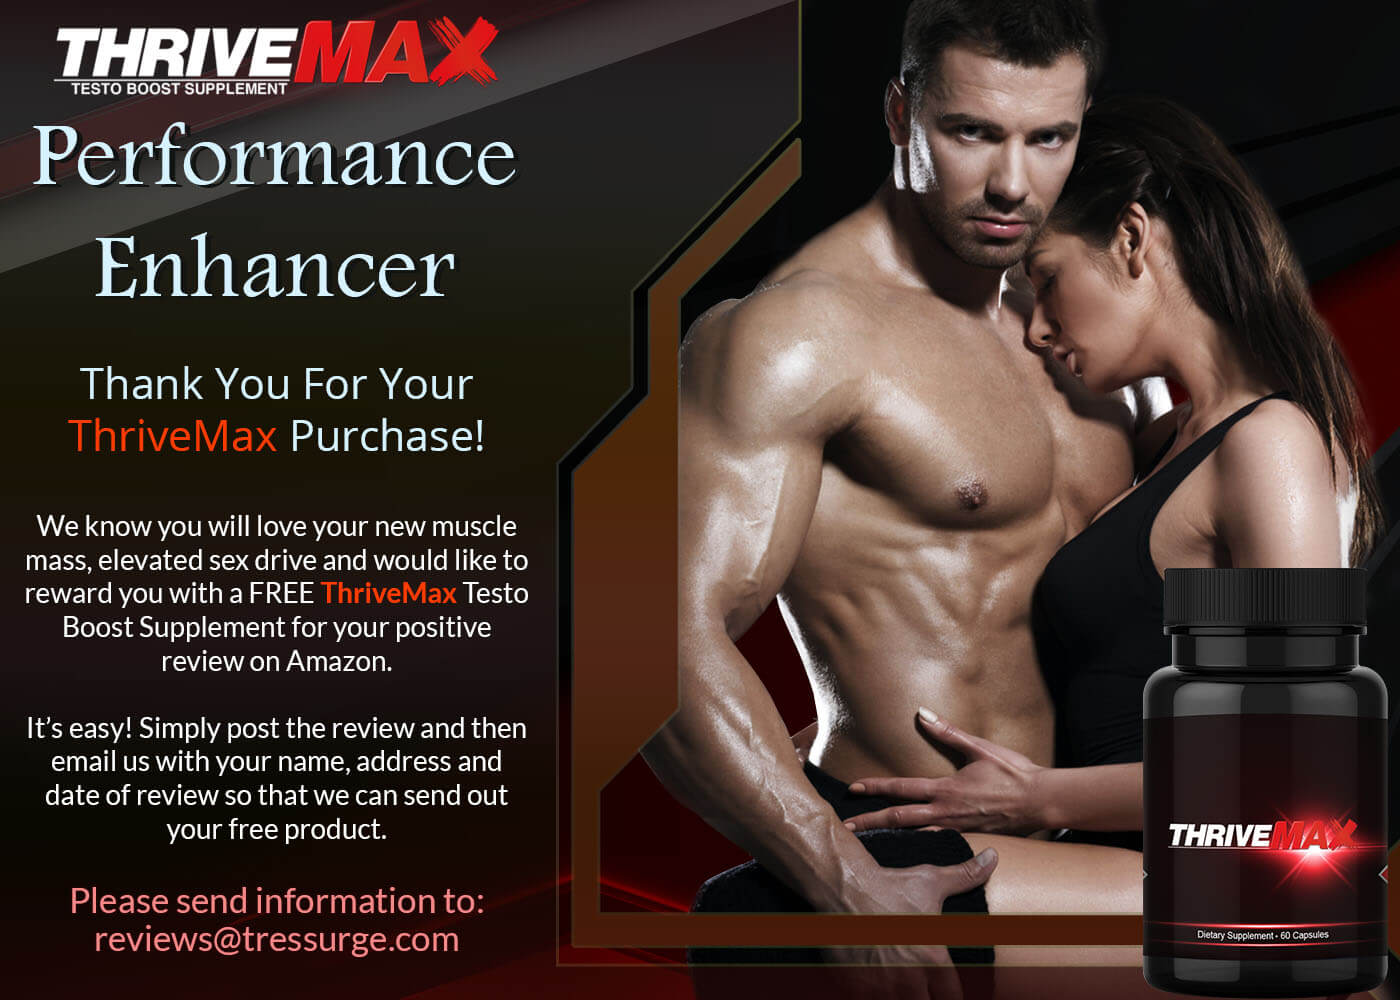 THRIVEMAX
TESTO BOOST SUPPLEMENT
Performance
Enhancer
Thank You For Your
ThriveMax Purchase!
We know you will love your new muscle
mass, elevated sex drive and would like to
reward you with a FREE ThriveMax Testo
Boost Supplement for your positive
review on Amazon.
It’s easy! Simply post the review and then
email us with your name, address and
date of review so that we can send out
your free product.
Please send information to:
reviews@tressurge.com
THRIVEMAX
Dietary Supplement • 60 Capsules